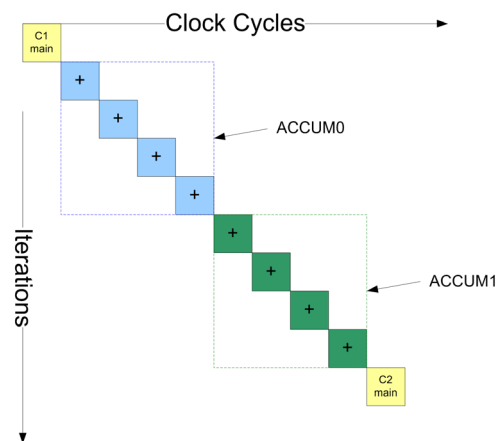 Clock Cycles
C1
main
+
+
+
ACCUM0
+
Iterations
+
+
ACCUM1
+
+
C2
main